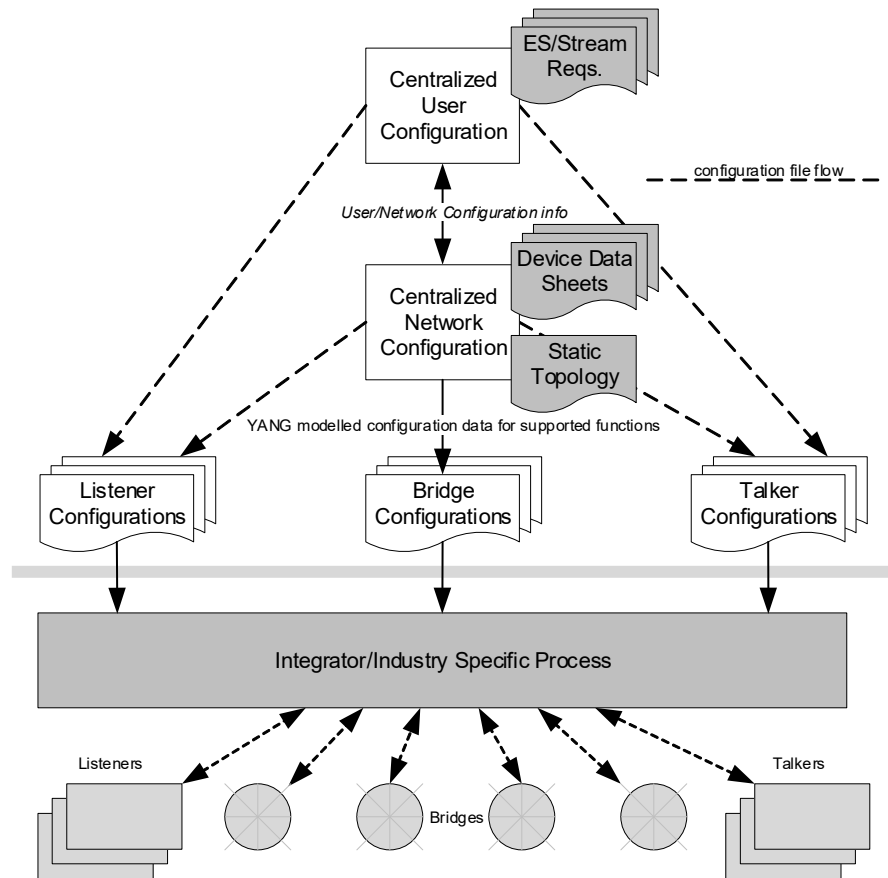 ES/Stream
Reqs.
Centralized
User
Configuration
configuration file flow
User/Network Configuration info
Device Data
Sheets
Centralized
Network
Configuration
Static
Topology
YANG modelled configuration data for supported functions
Listener
Configurations
Bridge
Configurations
Talker
Configurations
Integrator/Industry Specific Process
Listeners
Talkers
Bridges